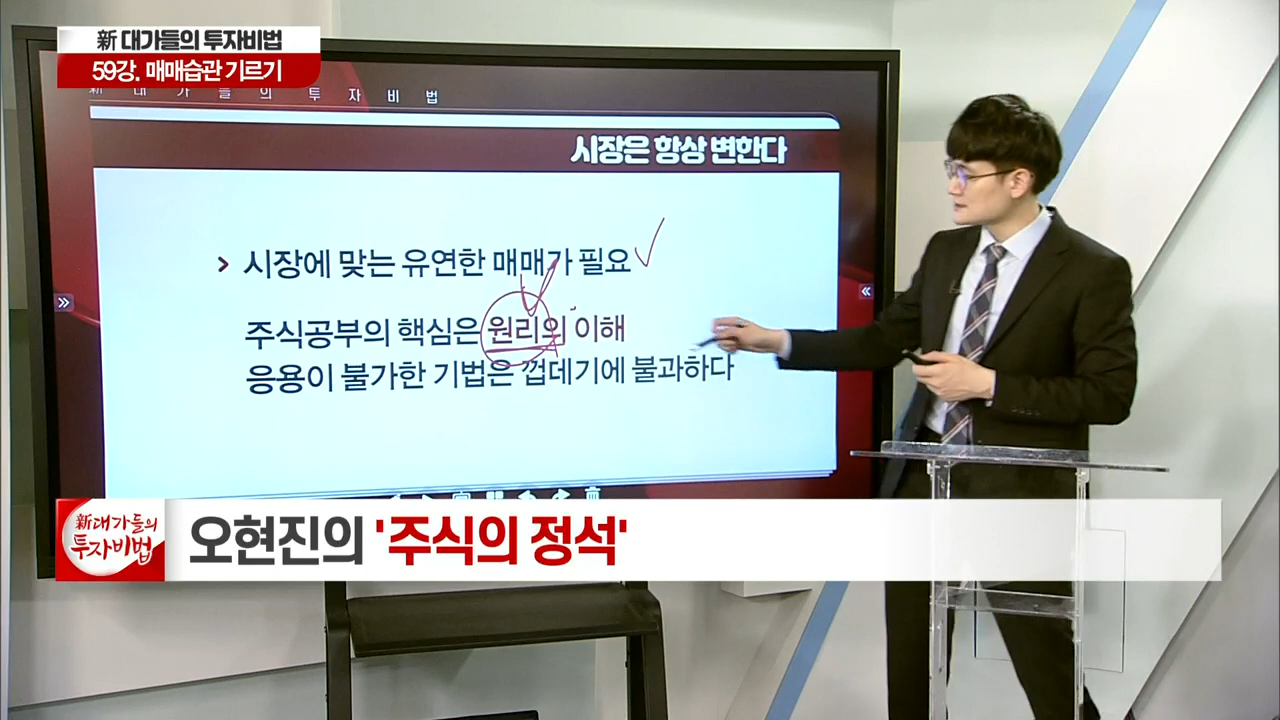 新 대가들의 투자비법
59강. 매매습관 기르기
新 대 가 들 의 투 자 비 법
시장은 항상 변한다
› 시장에 맞는 유연한 매매가 필요
주식공부의 핵심은 원리의 이해
응용이 불가한 기법은 껍데기에 불과하다
新대가들의
투자비법
오현진의 '주식의 정석'